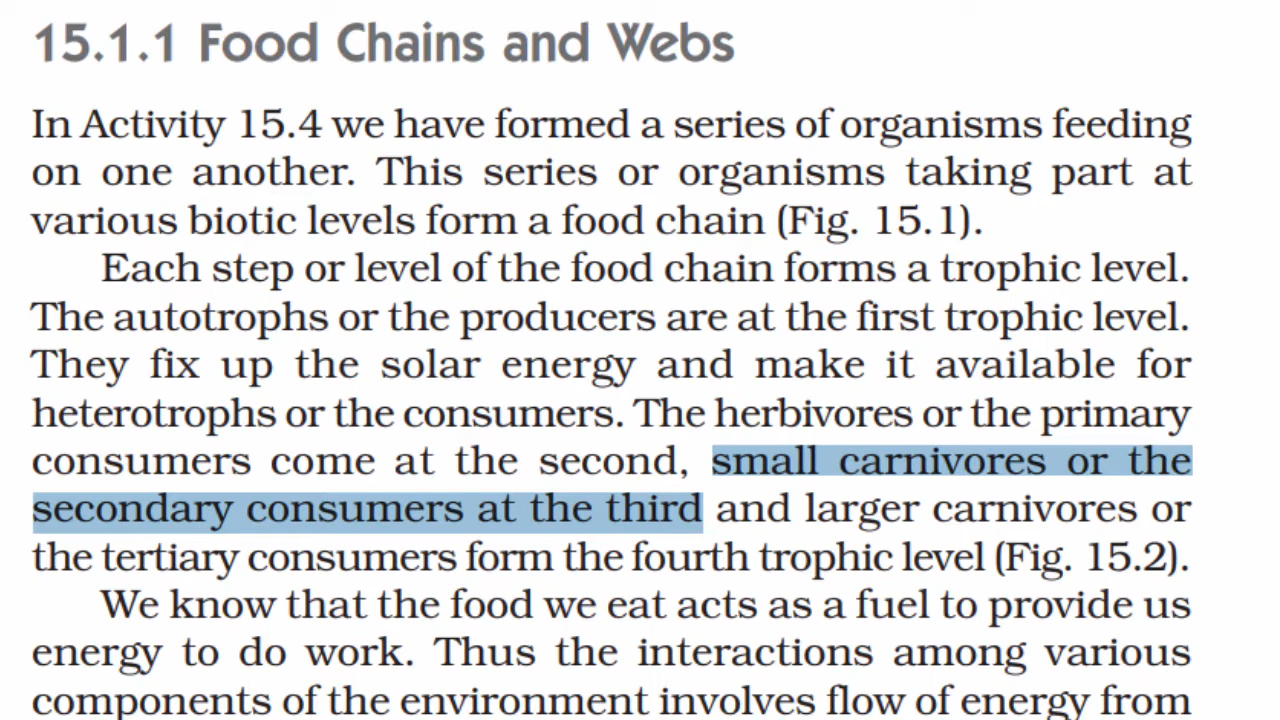 15.1.1 Food Chains and Webs
In Activity 15.4 we have formed a series of organisms feeding
on one another. This series or organisms taking part at
various biotic levels form a food chain (Fig. 15.1).
Each step or level of the food chain forms a trophic level.
The autotrophs or the producers are at the first trophic level.
They fix up the solar energy and make it available for
heterotrophs or the consumers. The herbivores or the primary
consumers come at the second, small carnivores or the
secondary consumers at the third and larger carnivores or
the tertiary consumers form the fourth trophic level (Fig. 15.2).
We know that the food we eat acts as a fuel to provide us
energy to do work. Thus the interactions among various
components of the environment involves flow of energy from